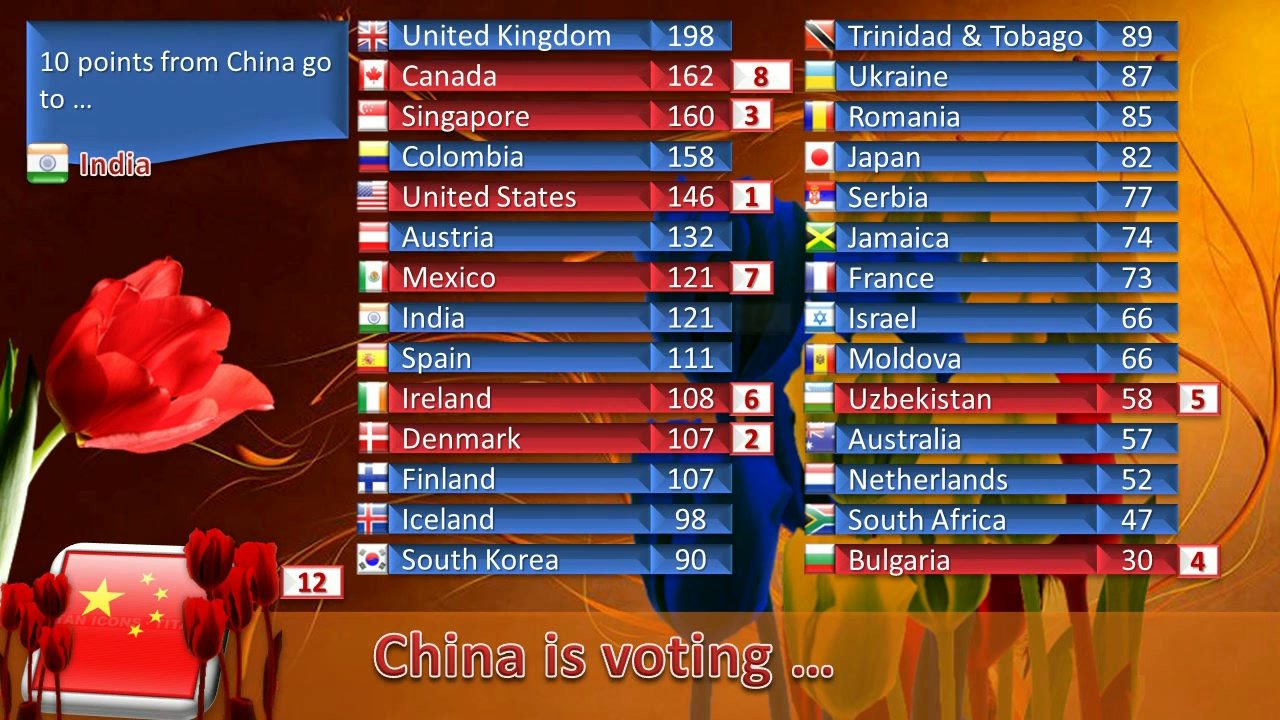 10 points from China go
to ...
India
United Kingdom 198
Canada 162 8
Singapore 160 3
Colombia 158
United States 146 1
Austria 132
Mexico 121 7
India 121
Spain 111
Ireland 108 6
Denmark 107 2
Finland 107
Iceland 98
South Korea 90
Trinidad & Tobago 89
Ukraine 87
Romania 85
Japan 82
Serbia 77
Jamaica 74
France 73
Israel 66
Moldova 66
Uzbekistan 58 5
Australia 57
Netherlands 52
South Africa 47
Bulgaria 30 4
12
China is voting ...